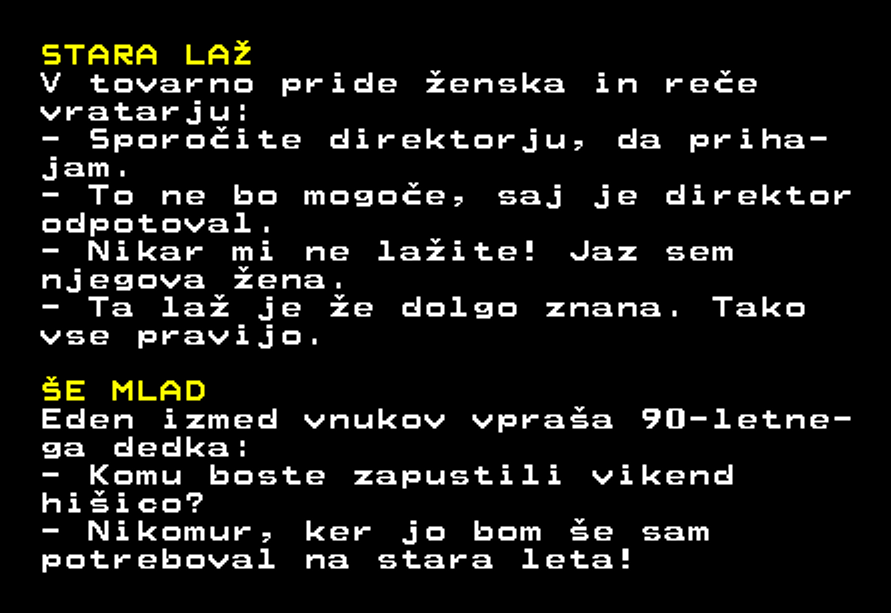 STARA LAŽ
V tovarno pride ženska in reče
vratarju:
- Sporočite direktorju, da priha-
jam.
- To ne bo mogoče, saj je direktor
odpotoval.
- Nikar mi ne lažite! Jaz sem
njegova žena.
- Ta laž je že dolgo znana. Tako
vse pravijo.
ŠE MLAD
Eden izmed vnukov vpraša 90-letne-
ga dedka:
- Komu boste zapustili vikend
hišico?
- Nikomur, ker jo bom še sam
potreboval na stara leta!